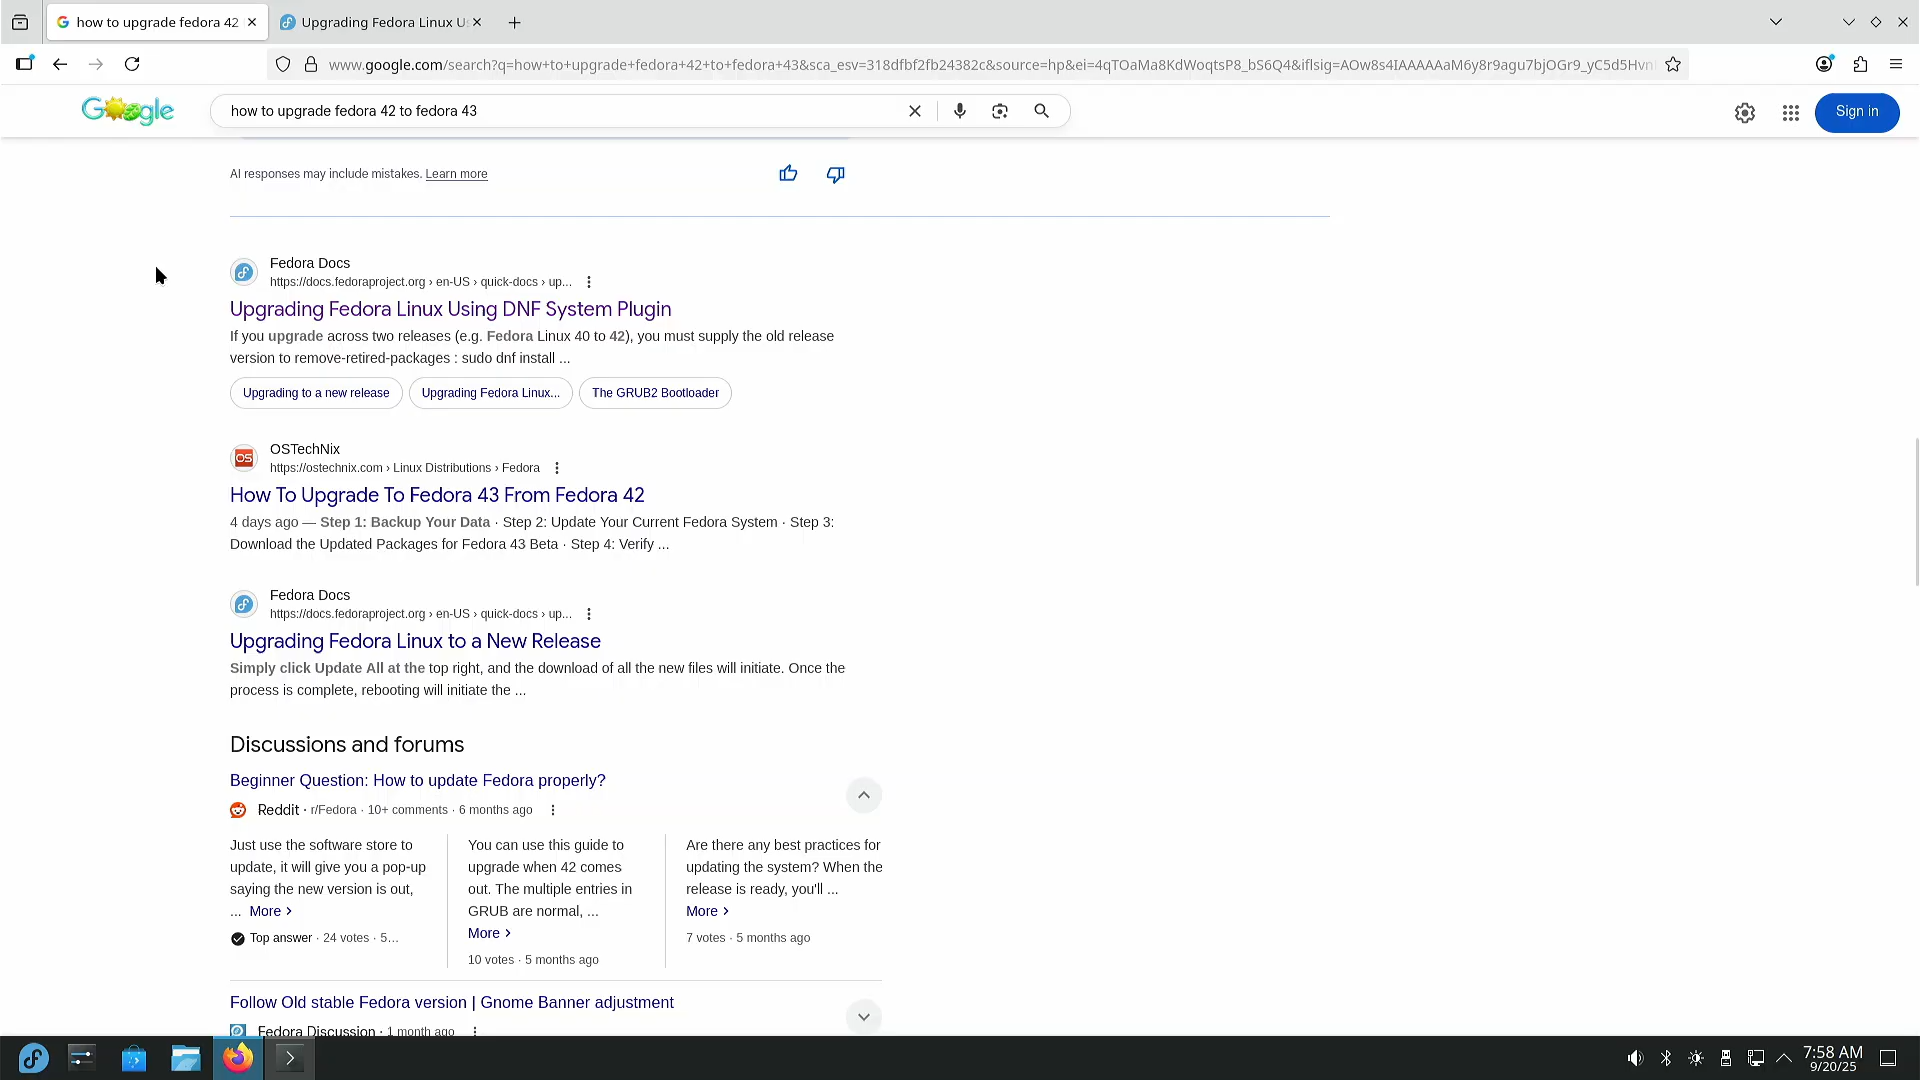 how to upgrade fedora 42
Upgrading Fedora Linux U
www.google.com/search?q=how+to+upgrade+fedora+42+to+fedora+43&sca_esv=318dfbf2fb24382c&source=hp&ei=4qTOaMa8KdWoqtsP8_bS6Q4&iflsig=AOw8s4IAAAAAaM6y8r9agu7bjOGr9_yC5d5Hvn
Google
how to upgrade fedora 42 to fedora 43
Sign in
AI responses may include mistakes. Learn more
Fedora Docs
https://docs.fedoraproject.org › en-US › quick-docs › up...
Upgrading Fedora Linux Using DNF System Plugin
If you upgrade across two releases (e.g. Fedora Linux 40 to 42), you must supply the old release
version to remove-retired-packages : sudo dnf install ...
Upgrading to a new release
Upgrading Fedora Linux...
The GRUB2 Bootloader
OS
OSTechNix
https://ostechnix.com › Linux Distributions › Fedora
How To Upgrade To Fedora 43 From Fedora 42
4 days ago — Step 1: Backup Your Data · Step 2: Update Your Current Fedora System · Step 3:
Download the Updated Packages for Fedora 43 Beta · Step 4: Verify ...
Fedora Docs
https://docs.fedoraproject.org › en-US › quick-docs › up...
Upgrading Fedora Linux to a New Release
Simply click Update All at the top right, and the download of all the new files will initiate. Once the
process is complete, rebooting will initiate the ...
Discussions and forums
Beginner Question: How to update Fedora properly?
Reddit · r/Fedora · 10+ comments · 6 months ago
Just use the software store to
update, it will give you a pop-up
saying the new version is out,
... More ›
Top answer · 24 votes · 5...
You can use this guide to
upgrade when 42 comes
out. The multiple entries in
GRUB are normal, ...
More ›
10 votes · 5 months ago
Are there any best practices for
updating the system? When the
release is ready, you'll ...
More ›
7 votes · 5 months ago
Follow Old stable Fedora version | Gnome Banner adjustment
Fedora Discussion · 1 month ago
7:58 AM
9/20/25